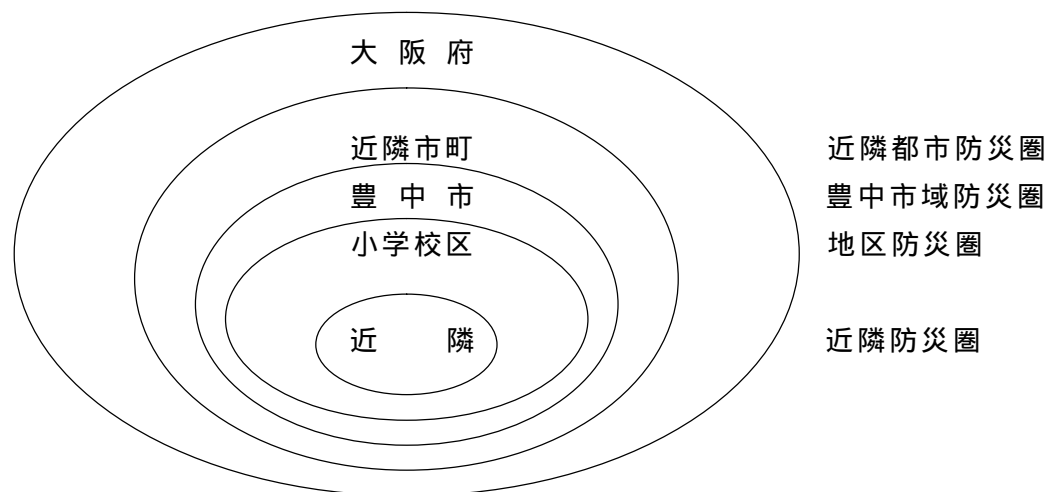 大阪府
近隣市町 近隣都市防災圏
豊中市 豊中市域防災圏
小学校区 地区防災圏
近隣 近隣防災圏